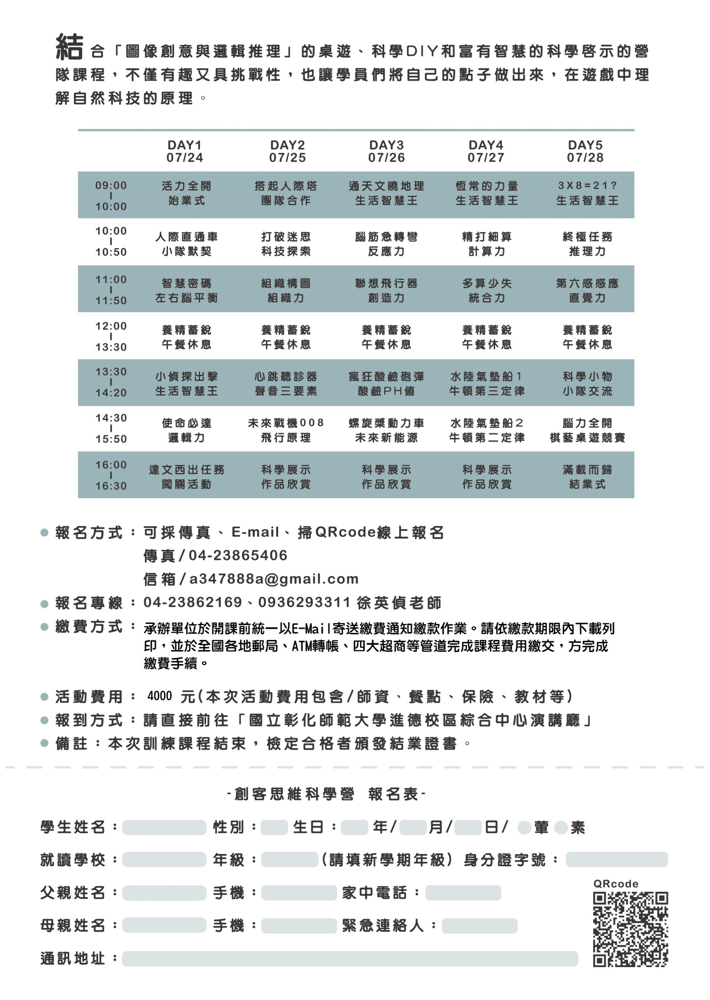 結合「圖像創意與邏輯推理」的桌遊、科學DIY和富有智慧的科學啓示的營
隊課程，不僅有趣又具挑戰性，也讓學員們將自己的點子做出來，在遊戲中理
解自然科技的原理。
DAY1 DAY2 DAY3 DAY4 DAY5
07/24 07/25 07/26 07/27 07/28
09:00 | 10:00 活力全開 搭起人際塔 通天文曉地理 恆常的力量 3X8=21?
始業式 團隊合作 生活智慧王 生活智慧王 生活智慧王
10:00 | 10:50 人際直通車 打破迷思 腦筋急轉彎 精打細算 終極任務
小隊默契 科技探索 反應力 計算力 推理力
11:00 | 11:50 智慧密碼 組織構圖 聯想飛行器 多算少失 第六感感應
左右腦平衡 組織力 創造力 統合力 直覺力
12:00 | 13:30 養精蓄銳 養精蓄銳 養精蓄銳 養精蓄銳 養精蓄銳
午餐休息 午餐休息 午餐休息 午餐休息 午餐休息
13:30 | 14:20 小偵探出擊 心跳聽診器 瘋狂酸鹼砲彈 水陸氣墊船1 科學小物
生活智慧王 聲音三要素 酸鹼PH值 牛頓第三定律 小隊交流
14:30 | 15:50 使命必達 未來戰機008 螺旋槳動力車 水陸氣墊船2 腦力全開
邏輯力 飛行原理 未來新能源 牛頓第二定律 棋藝桌遊競賽
16:00 | 16:30 達文西出任務 科學展示 科學展示 科學展示 滿載而歸
闖關活動 作品欣賞 作品欣賞 作品欣賞 結業式
報名方式：可採傳真、E-mail、掃QRcode線上報名
傳真/04-23865406
信箱/a347888a@gmail.com
報名專線：04-23862169、0936293311 徐英偵老師
繳費方式：承辦單位於開課前統一以E-Mail寄送繳費通知繳款作業。請依繳款期限內下載列
印，並於全國各地郵局、ATM轉帳、四大超商等管道完成課程費用繳交，方完成
繳費手續。
活動費用： 4000 元(本次活動費用包含/師資、餐點、保險、教材等)
報到方式：請直接前往「國立彰化師範大學進德校區綜合中心演講廳」
備註：本次訓練課程結束，檢定合格者頒發結業證書。
-創客思維科學營 報名表-
學生姓名： 性別： 生日： 年/ 月/ 日/ 葷 素
就讀學校： 年級： (請填新學期年級) 身分證字號：
父親姓名： 手機： 家中電話：
QRcode
母親姓名： 手機： 緊急連絡人：
通訊地址：